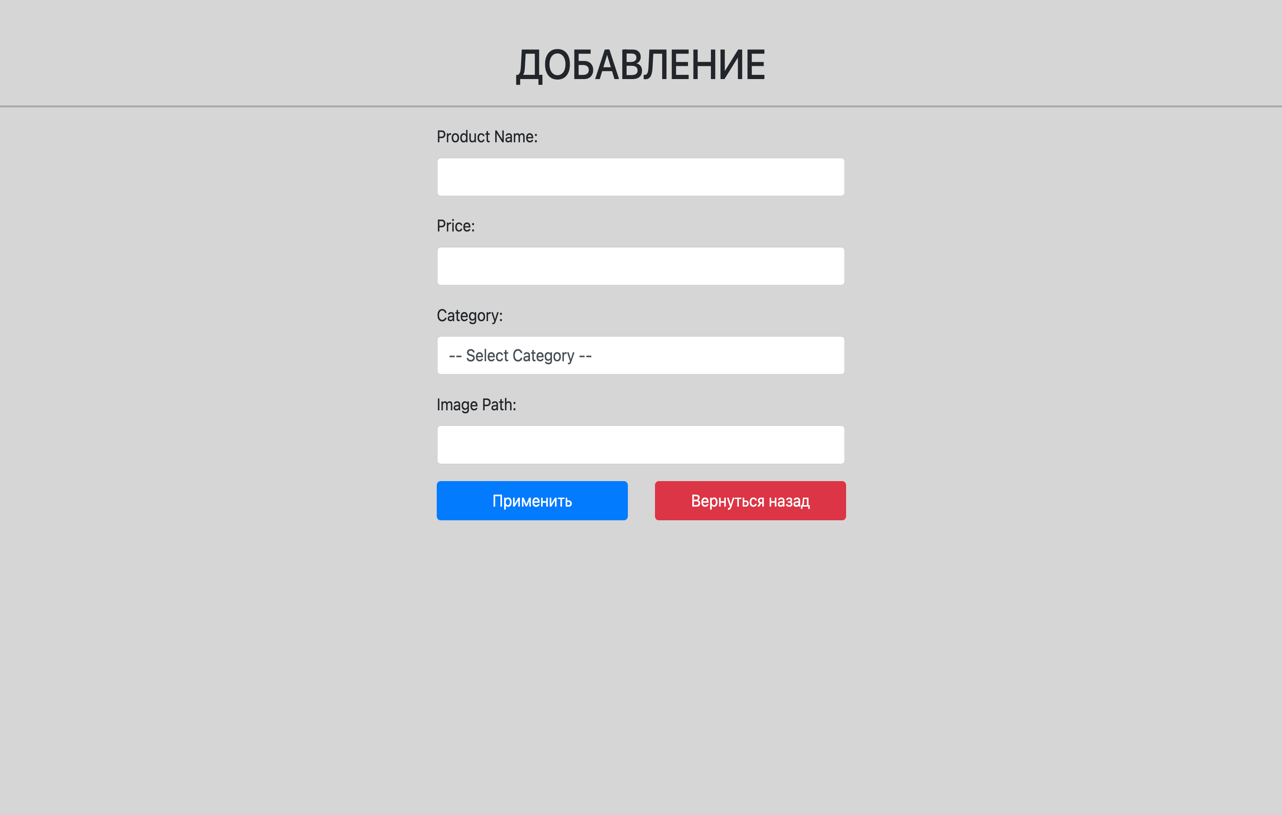 ДОБАВЛЕНИЕ
Product Name:
Price:
Category:
-- Select Category --
Image Path:
Применить Вернуться назад